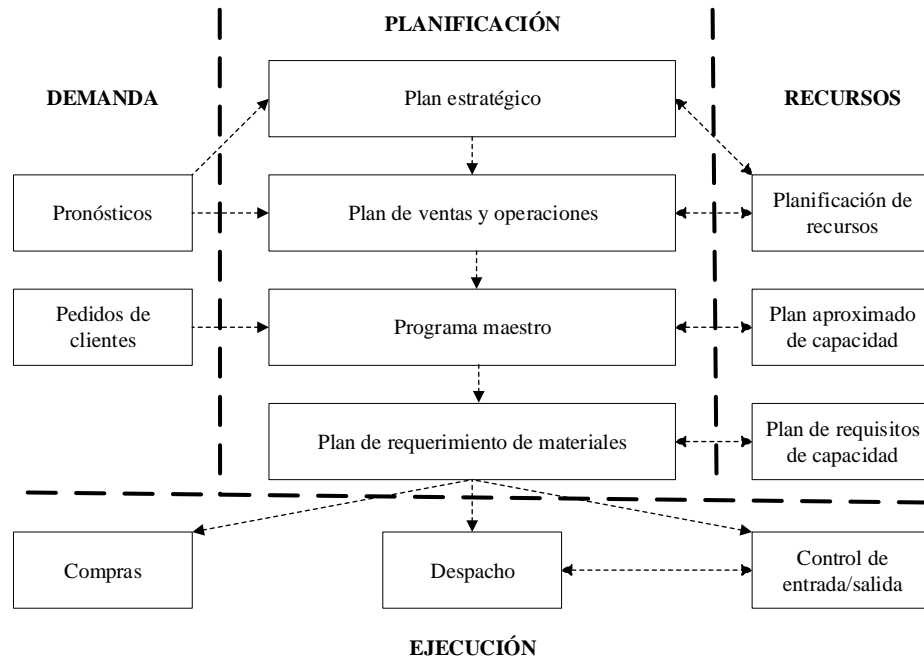 PLANIFICACIÓN
DEMANDA
RECURSOS
Plan estratégico
Pronósticos
Plan de ventas y operaciones
Planificación de
recursos
Pedidos de
clientes
Programa maestro
Plan aproximado
de capacidad
Plan de requerimiento de materiales
Plan de requisitos
de capacidad
Compras
Despacho
Control de
entrada/salida
EJECUCIÓN